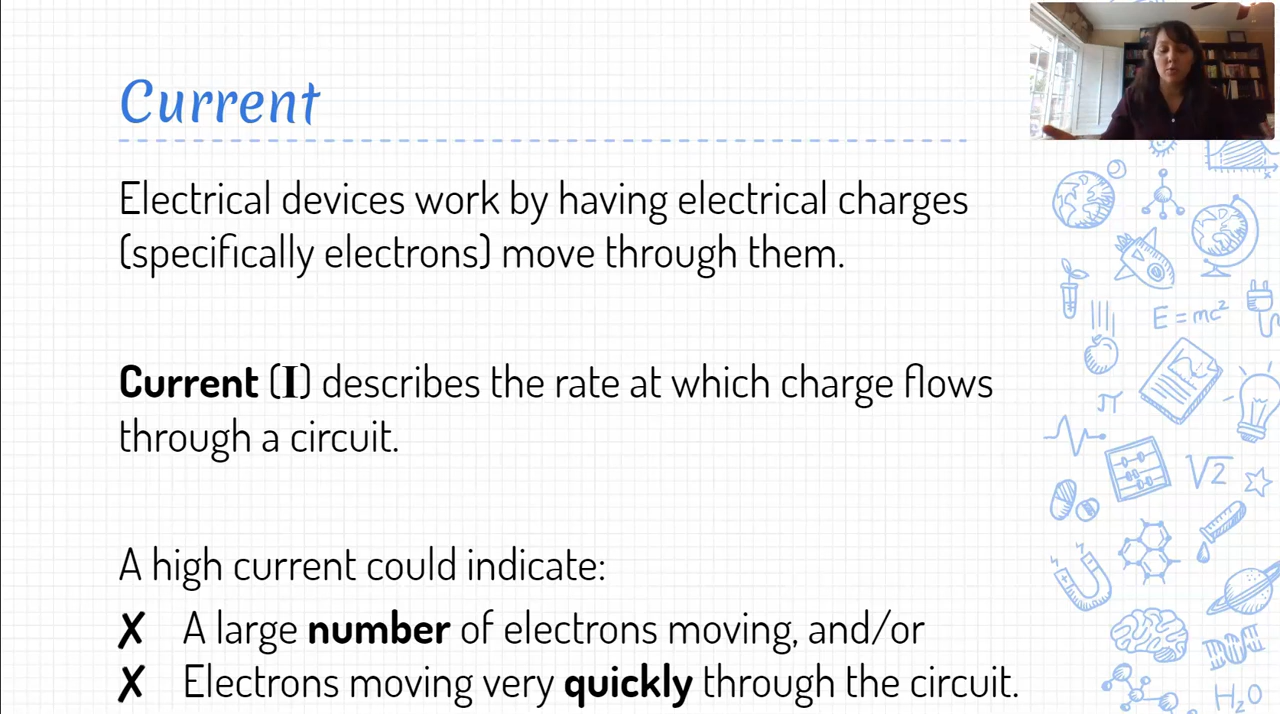 Current
Electrical devices work by having electrical charges
(specifically electrons) move through them.
Current (I) describes the rate at which charge flows
through a circuit.
A high current could indicate:
✗ A large number of electrons moving, and/or
✗ Electrons moving very quickly through the circuit.
E=mc²
π
√2
H₂O